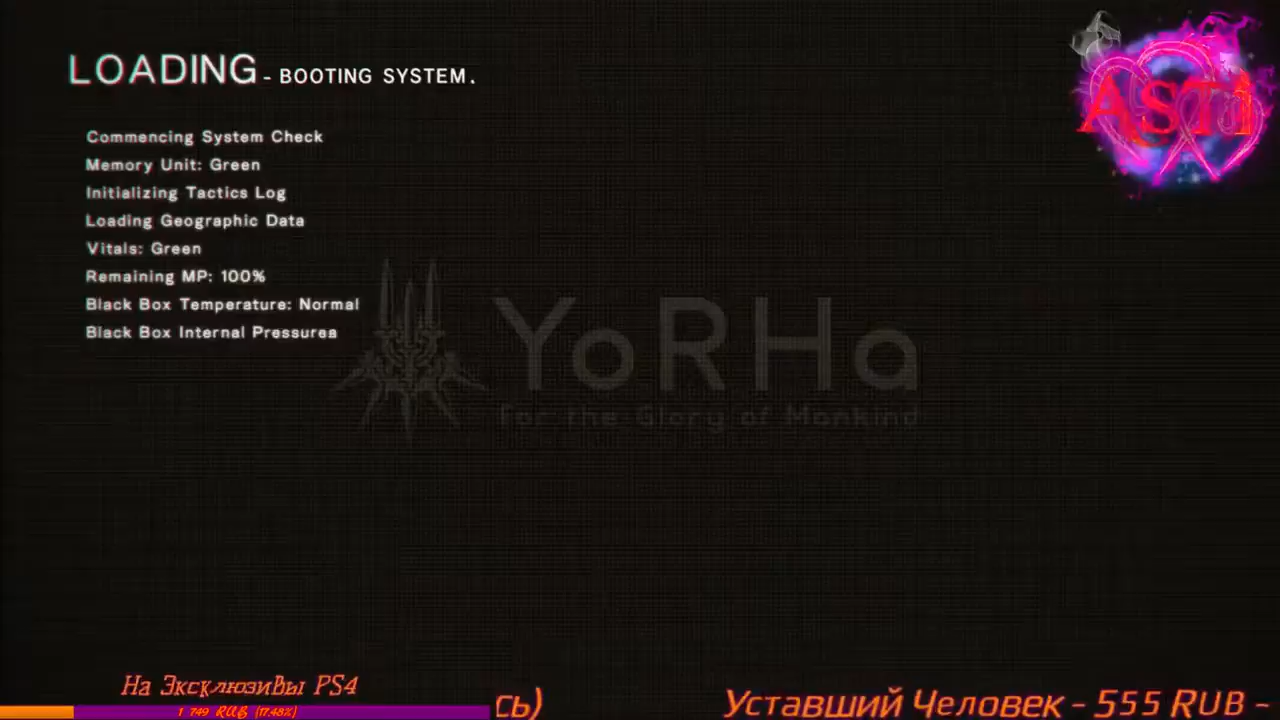 LOADING - BOOTING SYSTEM.
Commencing System Check
Memory Unit: Green
Initializing Tactics Log
Loading Geographic Data
Vitals: Green
Remaining MP: 100%
Black Box Temperature: Normal
Black Box Internal Pressurea
YoRHa
For the Glory of Mankind
ASTI
На Эксклюзивы PS4
1 749 RUB (17.48%)
сь)
Уставший Человек - 555 RUB -